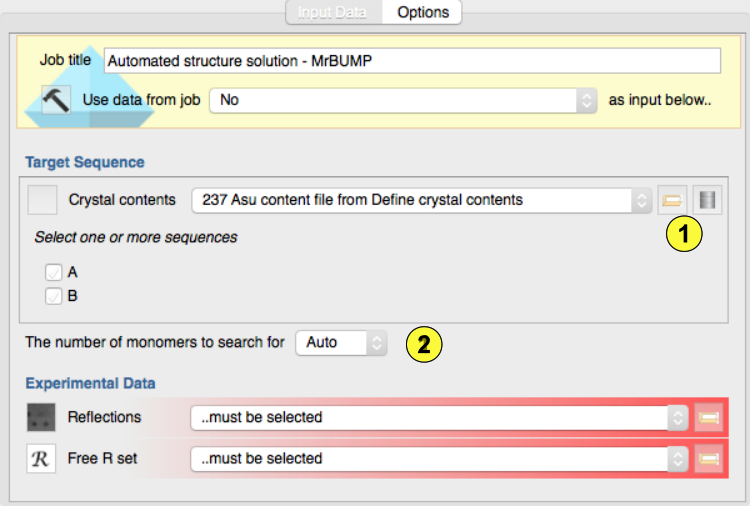 Input Data Options
Job title Automated structure solution - MrBUMP
Use data from job No as input below..
Target Sequence
Crystal contents 237 Asu content file from Define crystal contents
1
Select one or more sequences
A
B
The number of monomers to search for Auto 2
Experimental Data
Reflections ..must be selected
R Free R set ..must be selected